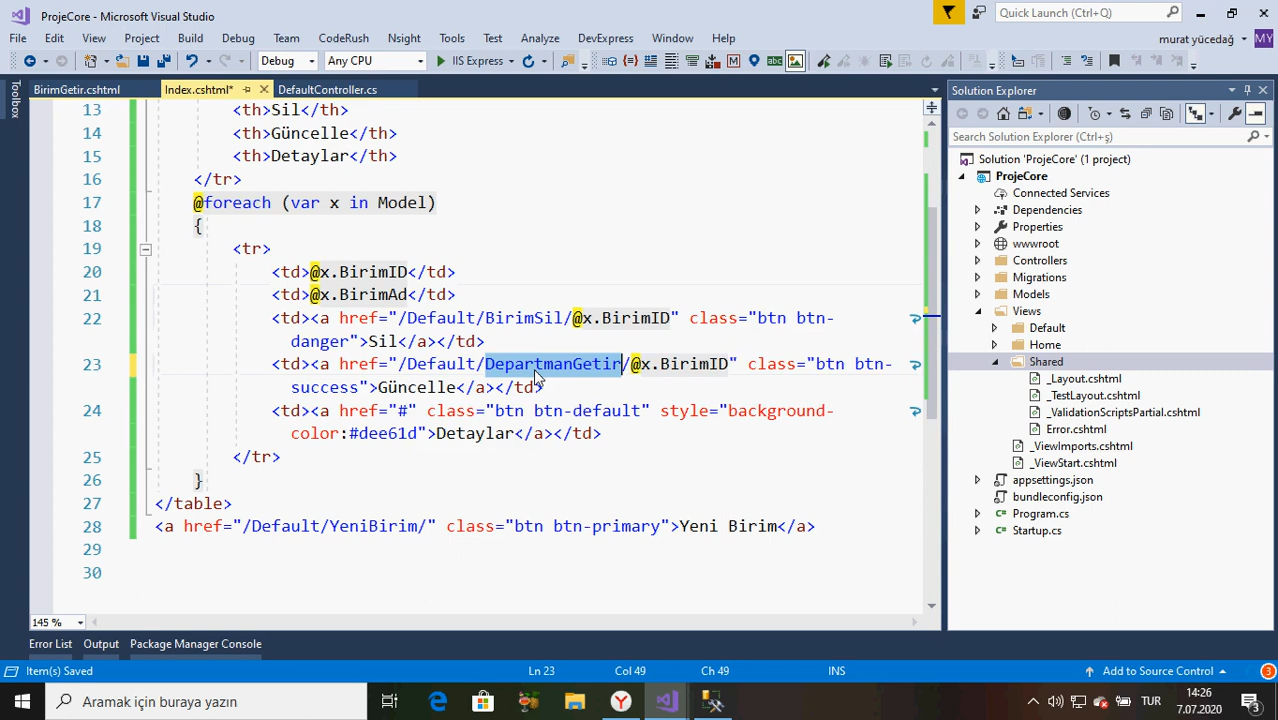 ProjeCore - Microsoft Visual Studio
Quick Launch (Ctrl+Q)
File Edit View Project Build Debug Team CodeRush Nsight Tools Test DevExpress Window Help
murat yücedağ MY
Debug Any CPU IIS Express
BirimGetir.cshtml Index.cshtml* DefaultController.cs
Toolbox
13 <th>Sil</th>
14 <th>Güncelle</th>
15 <th>Detaylar</th>
16 </tr>
17 @foreach (var x in Model)
18 {
19 <tr>
20 <td>@x.BirimID</td>
21 <td>@x.BirimAd</td>
22 <td><a href="/Default/BirimSil/@x.BirimID" class="btn btn-
danger">Sil</a></td>
23 <td><a href="/Default/DepartmanGetir/@x.BirimID" class="btn btn-
success">Güncelle</a></td>
24 <td><a href="#" class="btn btn-default" style="background-
color:#dee61d">Detaylar</a></td>
25 </tr>
26 }
27 </table>
28 <a href="/Default/YeniBirim/" class="btn btn-primary">Yeni Birim</a>
29
30
145 %
Solution Explorer
Search Solution Explorer (Ctrl+ş)
Solution 'ProjeCore' (1 project)
ProjeCore
Connected Services
Dependencies
Properties
wwwroot
Controllers
Migrations
Models
Views
Default
Home
Shared
_Layout.cshtml
_TestLayout.cshtml
_ValidationScriptsPartial.cshtml
Error.cshtml
_ViewImports.cshtml
_ViewStart.cshtml
appsettings.json
bundleconfig.json
Program.cs
Startup.cs
Error List Output Package Manager Console
Item(s) Saved Ln 23 Col 49 Ch 49 INS Add to Source Control 3
Aramak için buraya yazın
TUR
14:26
7.07.2020
3